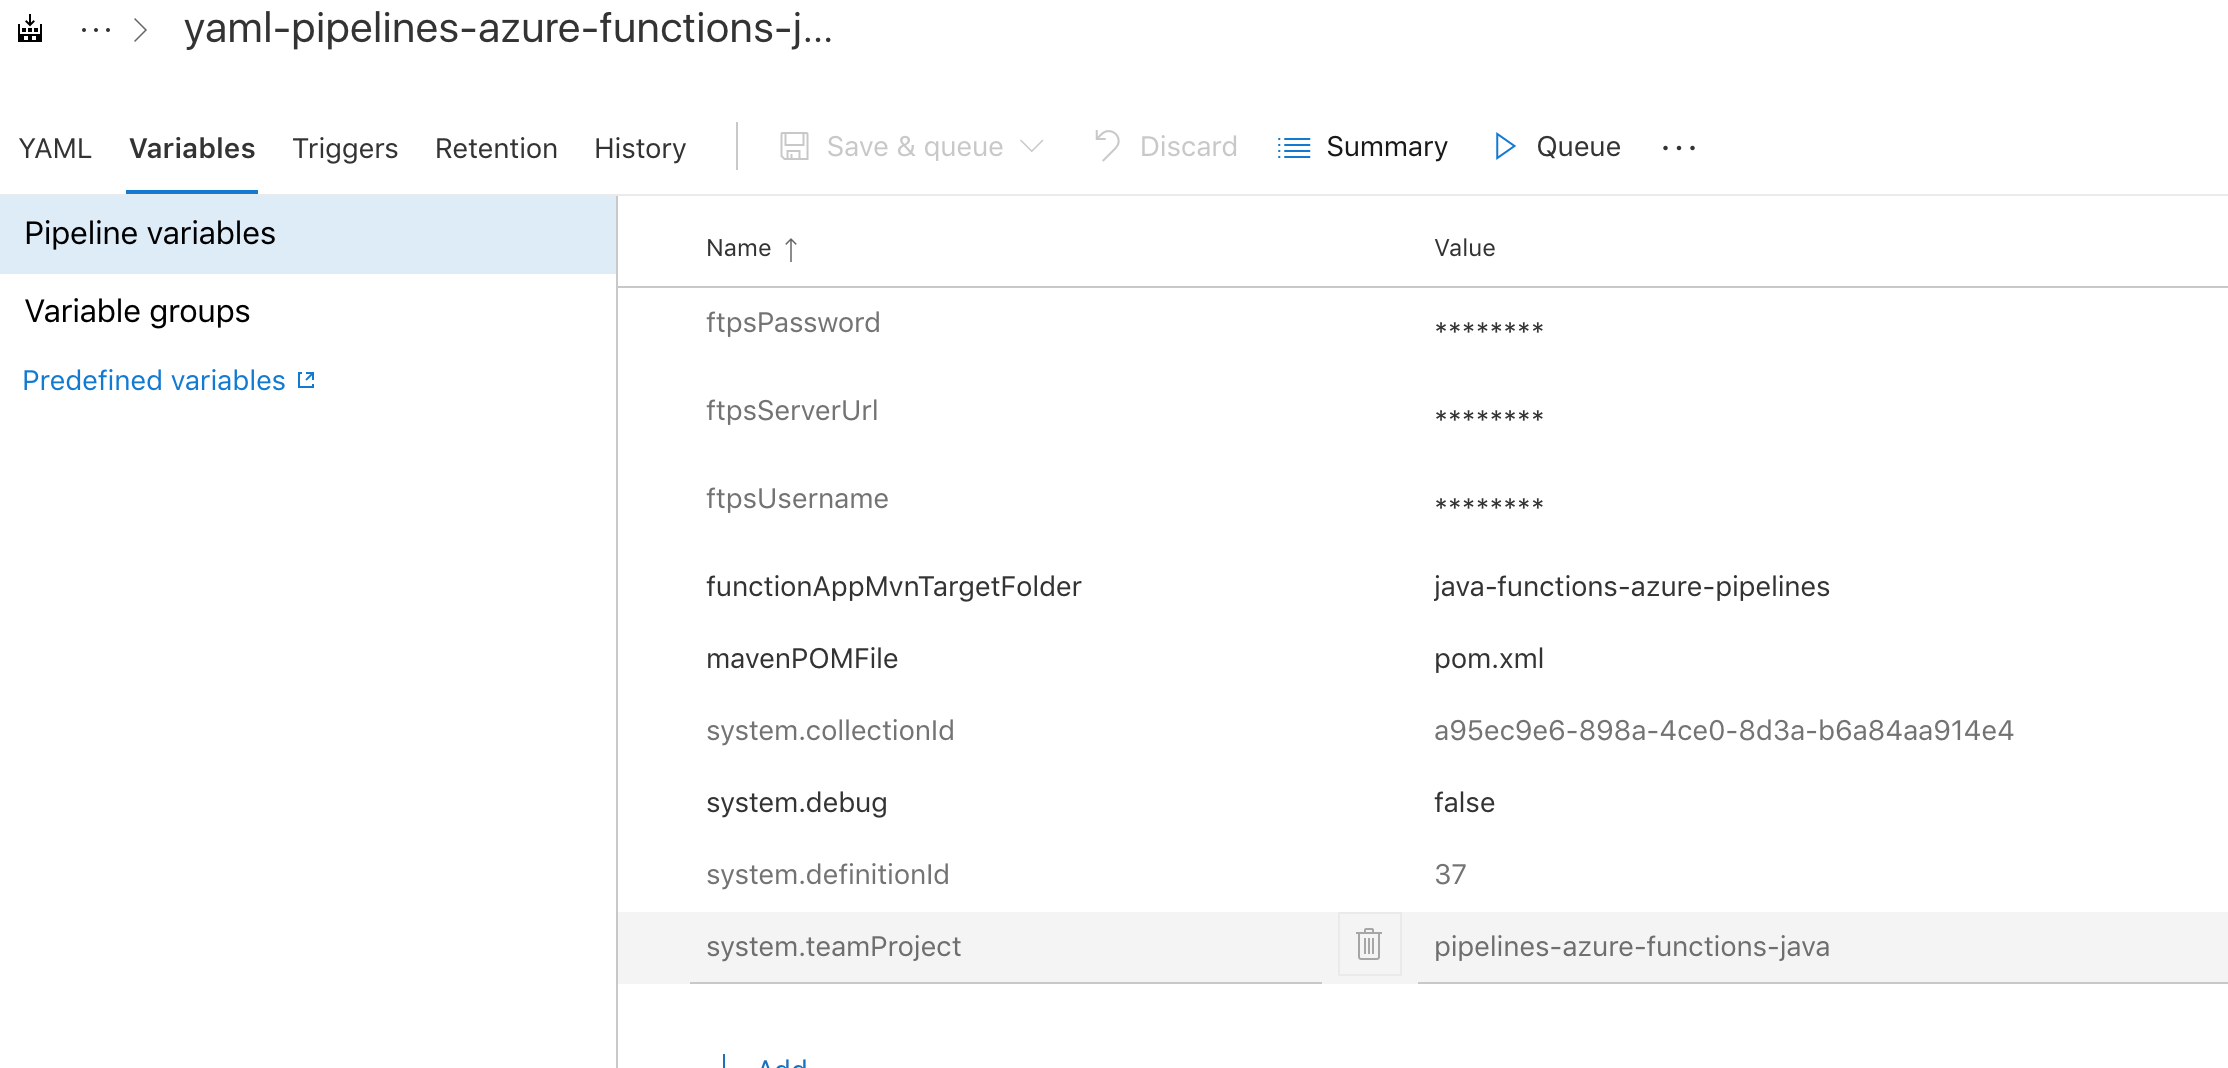 ··· > yaml-pipelines-azure-functions-j...
YAML Variables Triggers Retention History Save & queue Discard Summary Queue ···
Pipeline variables
Variable groups
Predefined variables
Name ↑ Value
ftpsPassword ********
ftpsServerUrl ********
ftpsUsername ********
functionAppMvnTargetFolder java-functions-azure-pipelines
mavenPOMFile pom.xml
system.collectionId a95ec9e6-898a-4ce0-8d3a-b6a84aa914e4
system.debug false
system.definitionId 37
system.teamProject pipelines-azure-functions-java
Add